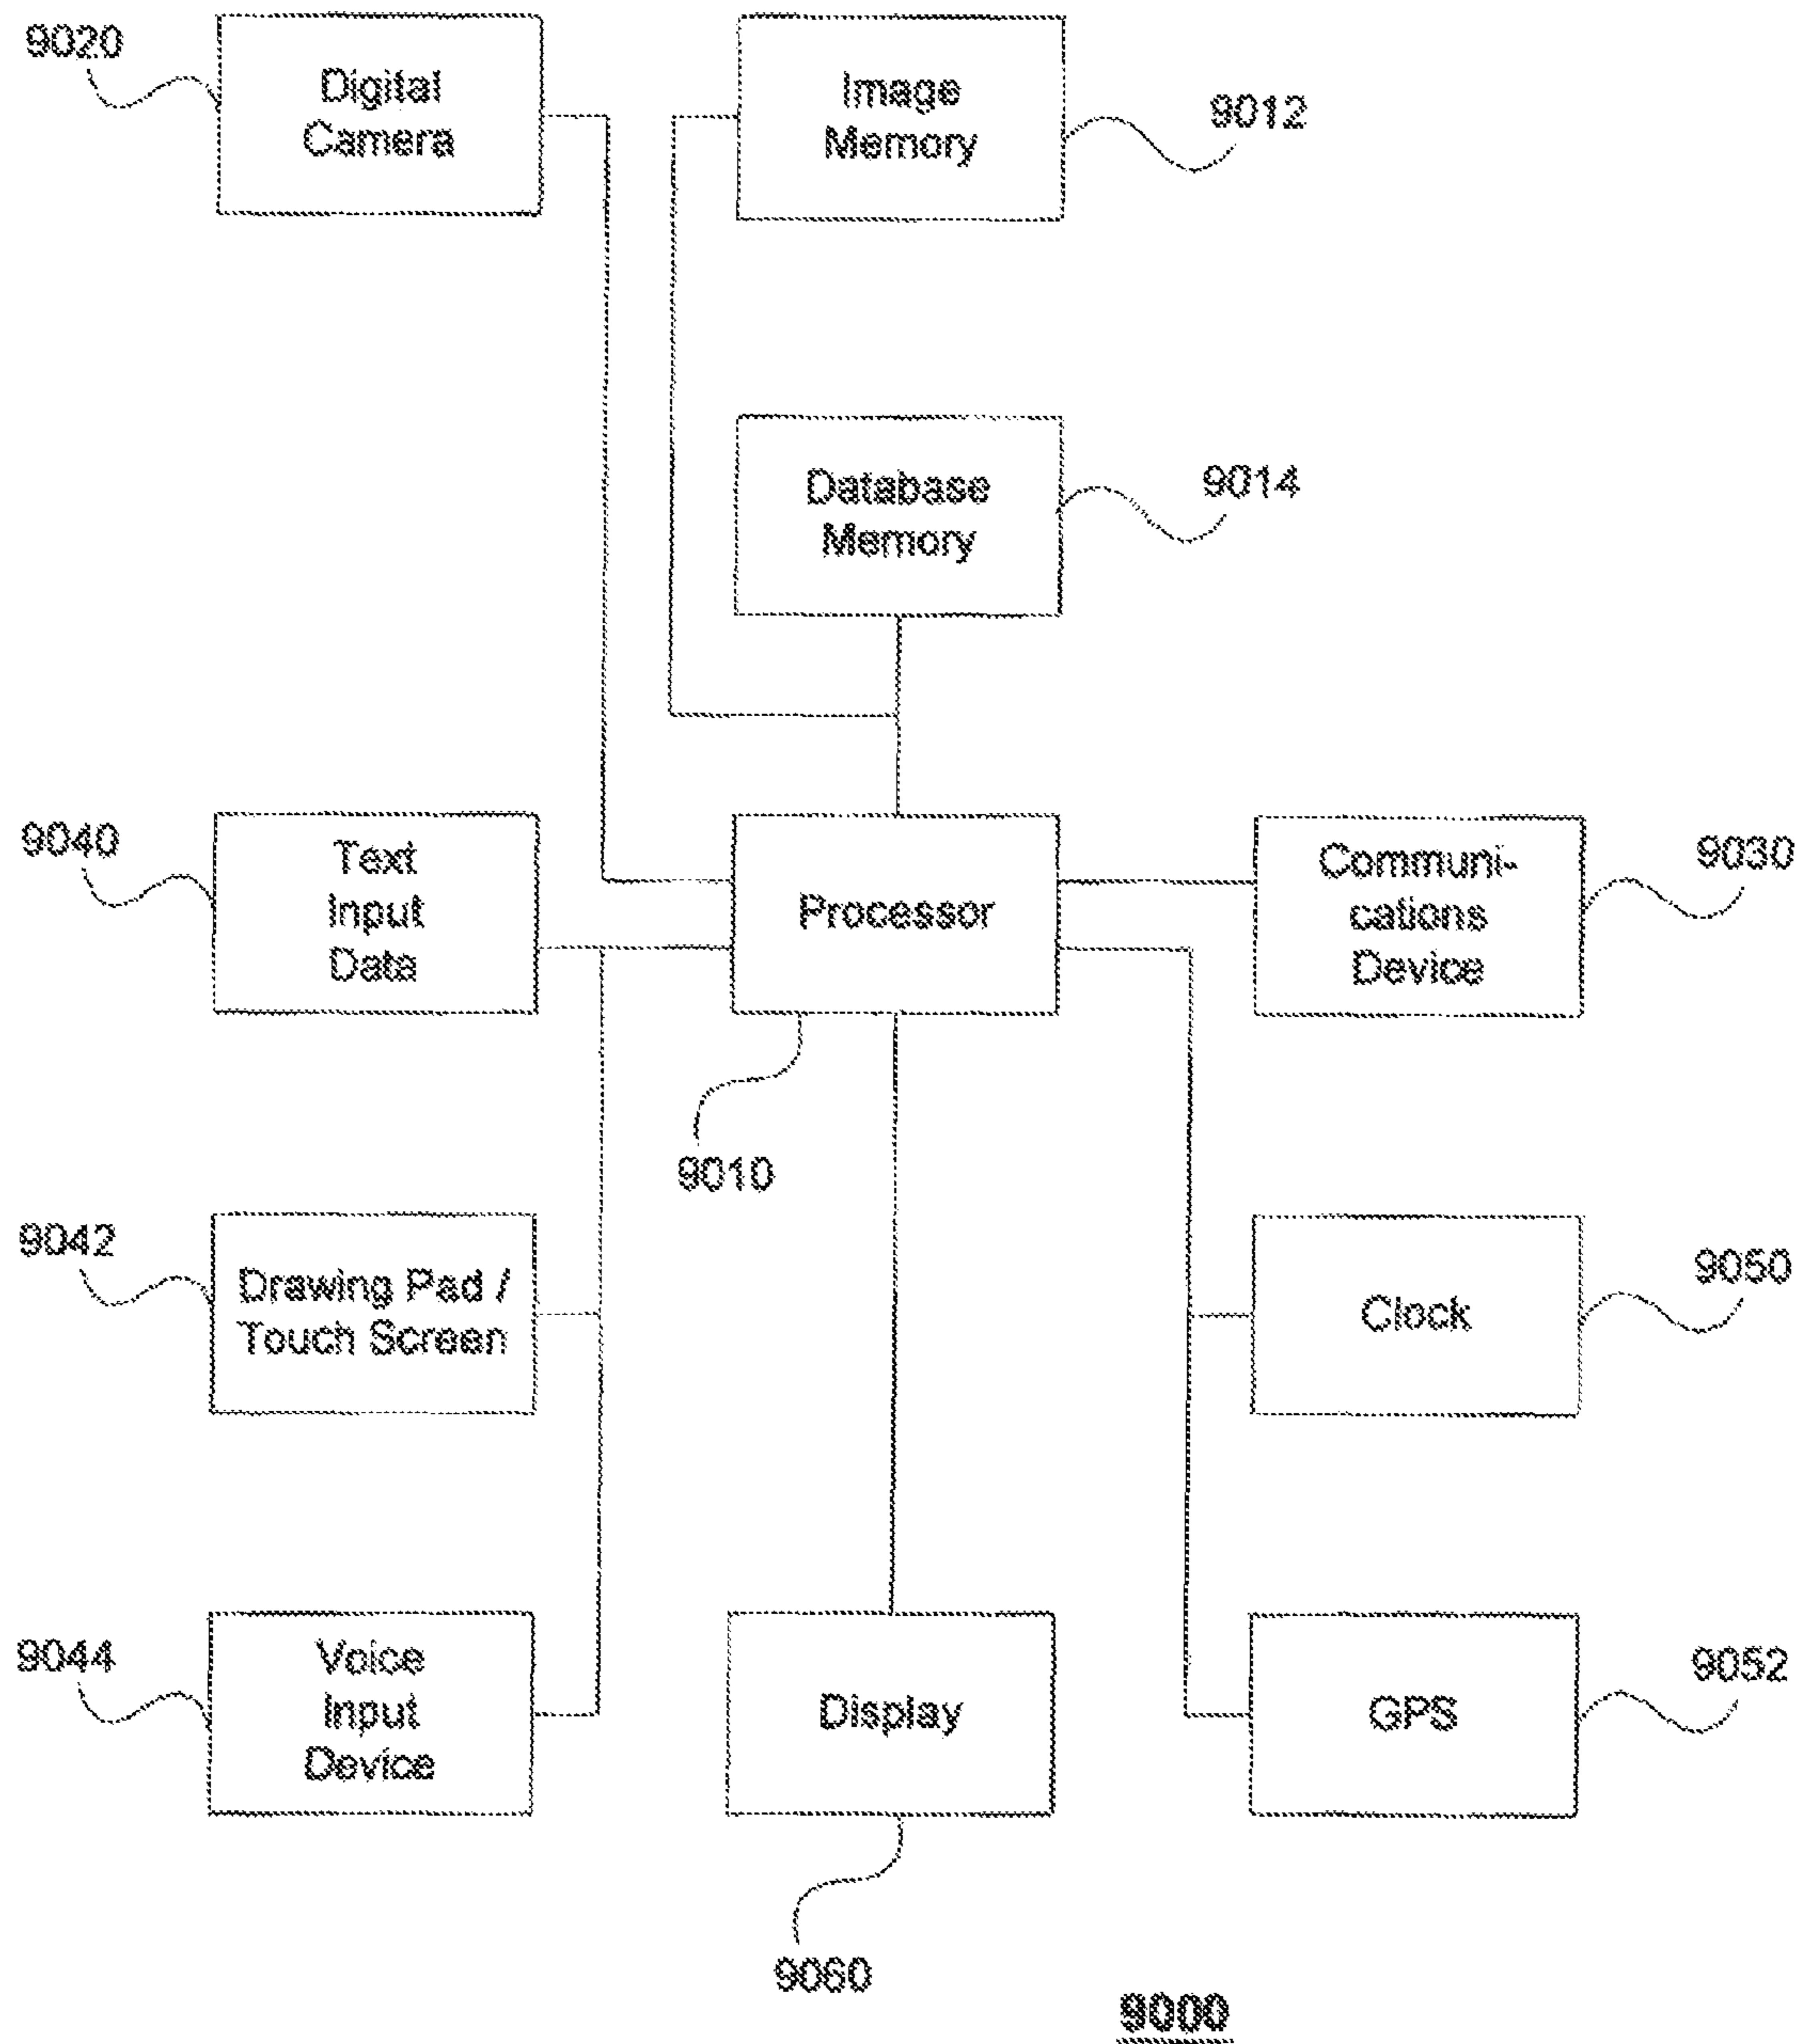 9020
Digital
Camera
Image
Memory
9012
Database
Memory
9014
9040
Text
Input
Data
Processor
9010
Communi-
cations
Device
9030
9042
Drawing Pad /
Touch Screen
Clock
9050
9044
Voice
Input
Device
Display
9060
GPS
9052
9000